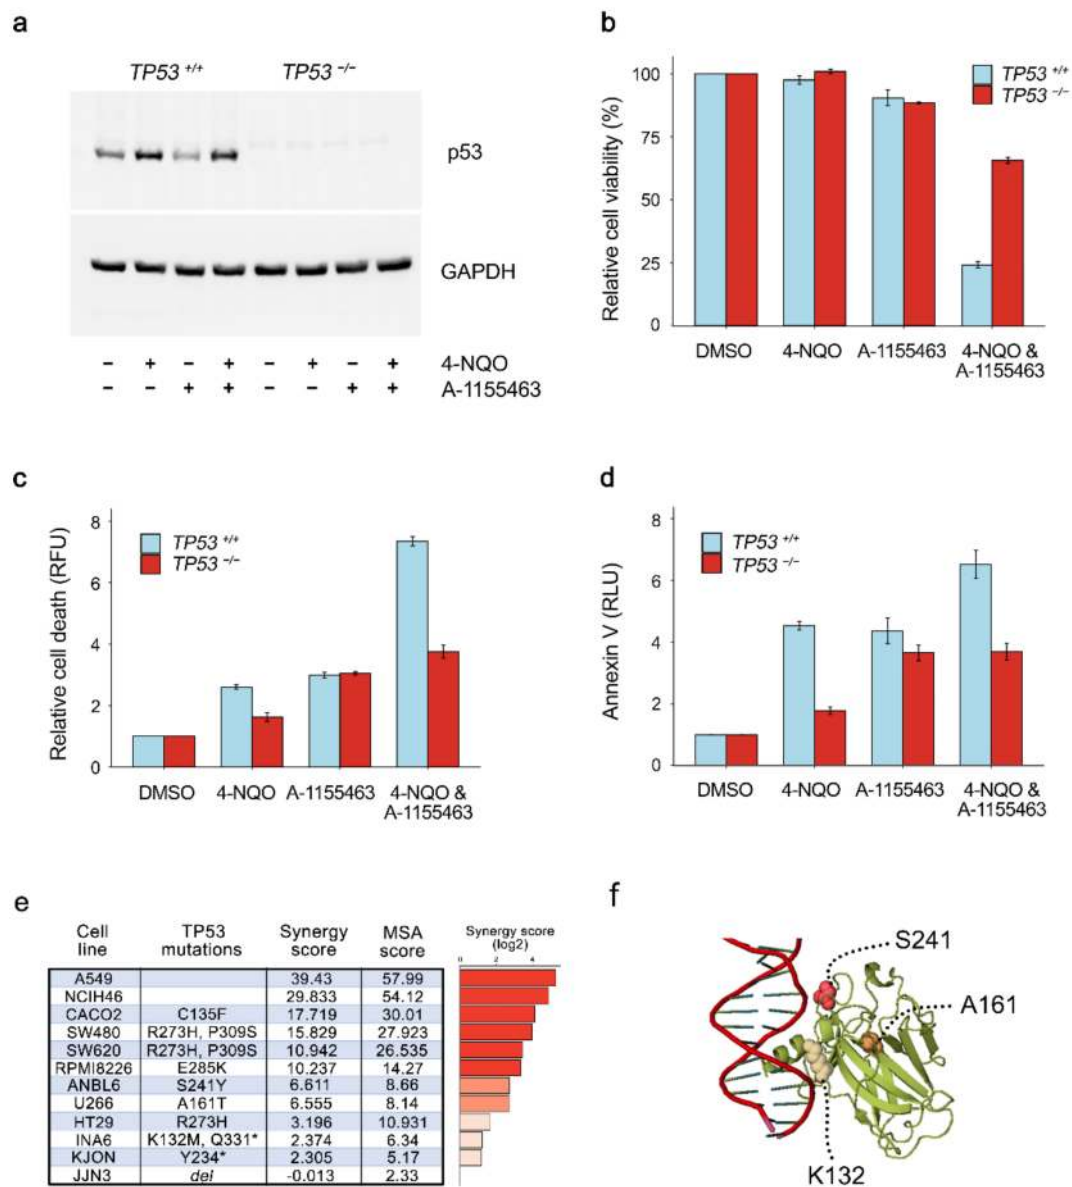 a
TP53 +/+ TP53 −/−
p53
GAPDH
− + − + − + − + 4-NQO
− − + + − − + + A-1155463
b
Relative cell viability (%)
100
75
50
25
0
TP53 +/+
TP53 −/−
DMSO 4-NQO A-1155463 4-NQO &
A-1155463
c
Relative cell death (RFU)
8
6
4
2
0
TP53 +/+
TP53 −/−
DMSO 4-NQO A-1155463 4-NQO &
A-1155463
d
Annexin V (RLU)
8
6
4
2
0
TP53 +/+
TP53 −/−
DMSO 4-NQO A-1155463 4-NQO &
A-1155463
e
Cell line TP53 mutations Synergy score MSA score
Synergy score
(log2)
0 2 4
A549 39.43 57.99
NCIH46 29.833 54.12
CACO2 C135F 17.719 30.01
SW480 R273H, P309S 15.829 27.923
SW620 R273H, P309S 10.942 26.535
RPMI8226 E285K 10.237 14.27
ANBL6 S241Y 6.611 8.66
U266 A161T 6.555 8.14
HT29 R273H 3.196 10.931
INA6 K132M, Q331* 2.374 6.34
KJON Y234* 2.305 5.17
JJN3 del -0.013 2.33
f
S241
A161
K132